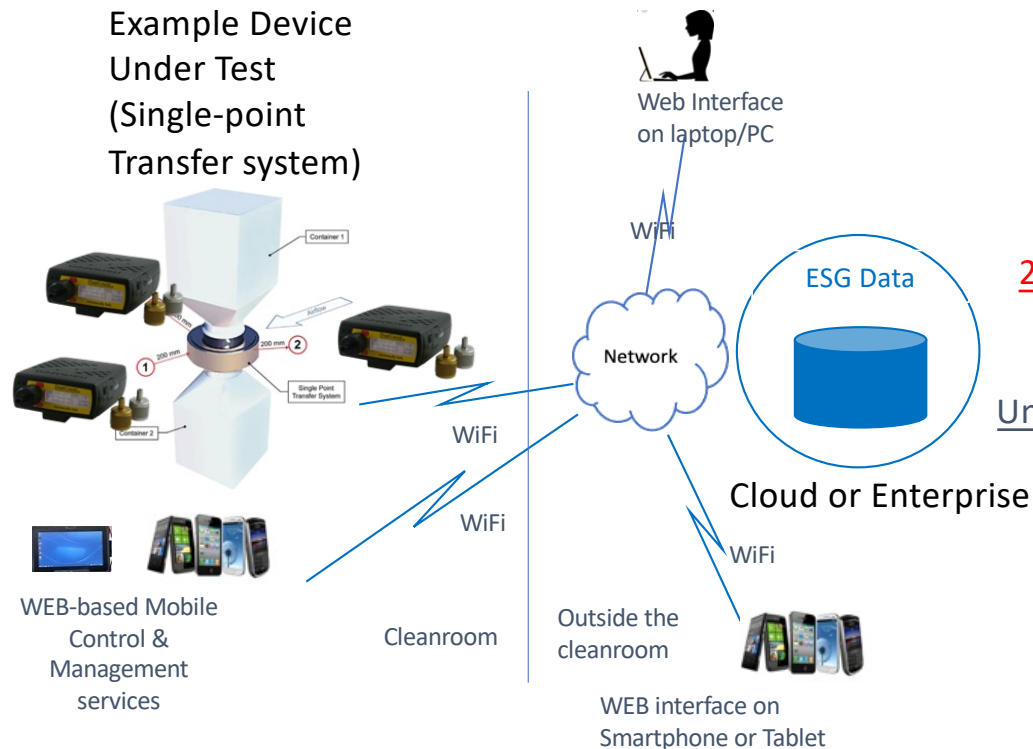 Example Device
Under Test
(Single-point
Transfer system)
Web Interface
on laptop/PC
WiFi
Container 1
Airflow
200 mm
1
200 mm
2
Single Point
Transfer System
Container 2
Network
ESG Data
2
Ur
Cloud or Enterprise
WiFi
WiFi
WiFi
WEB-based Mobile
Control &
Management
services
Cleanroom
Outside the
cleanroom
WEB interface on
Smartphone or Tablet